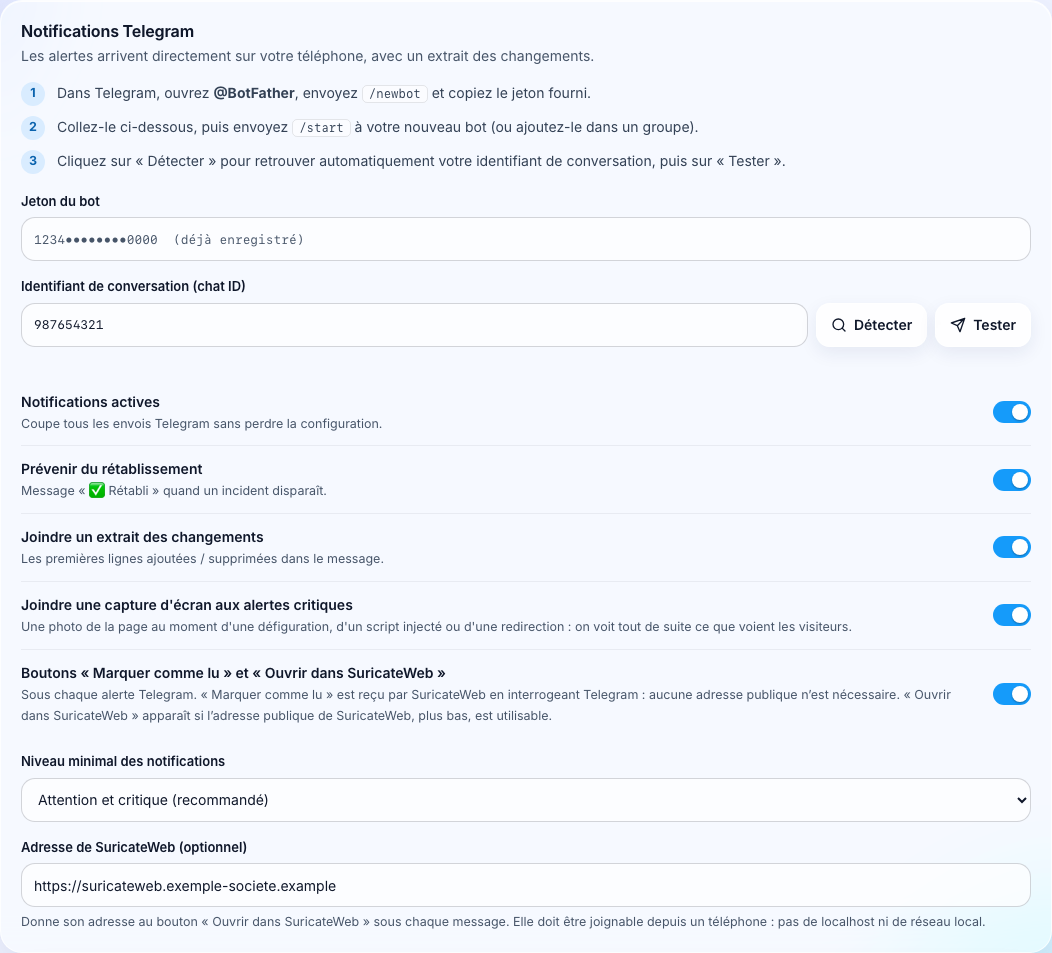 Notifications Telegram
Les alertes arrivent directement sur votre téléphone, avec un extrait des changements.
1 Dans Telegram, ouvrez @BotFather, envoyez /newbot et copiez le jeton fourni.
2 Collez-le ci-dessous, puis envoyez /start à votre nouveau bot (ou ajoutez-le dans un groupe).
3 Cliquez sur « Détecter » pour retrouver automatiquement votre identifiant de conversation, puis sur « Tester ».
Jeton du bot
1234●●●●●●●●0000 (déjà enregistré)
Identifiant de conversation (chat ID)
987654321 Détecter Tester
Notifications actives
Coupe tous les envois Telegram sans perdre la configuration.
Prévenir du rétablissement
Message « ✅ Rétabli » quand un incident disparaît.
Joindre un extrait des changements
Les premières lignes ajoutées / supprimées dans le message.
Joindre une capture d'écran aux alertes critiques
Une photo de la page au moment d'une défiguration, d'un script injecté ou d'une redirection : on voit tout de suite ce que voient les visiteurs.
Boutons « Marquer comme lu » et « Ouvrir dans SuricateWeb »
Sous chaque alerte Telegram. « Marquer comme lu » est reçu par SuricateWeb en interrogeant Telegram : aucune adresse publique n’est nécessaire. « Ouvrir
dans SuricateWeb » apparaît si l’adresse publique de SuricateWeb, plus bas, est utilisable.
Niveau minimal des notifications
Attention et critique (recommandé)
Adresse de SuricateWeb (optionnel)
https://suricateweb.exemple-societe.example
Donne son adresse au bouton « Ouvrir dans SuricateWeb » sous chaque message. Elle doit être joignable depuis un téléphone : pas de localhost ni de réseau local.